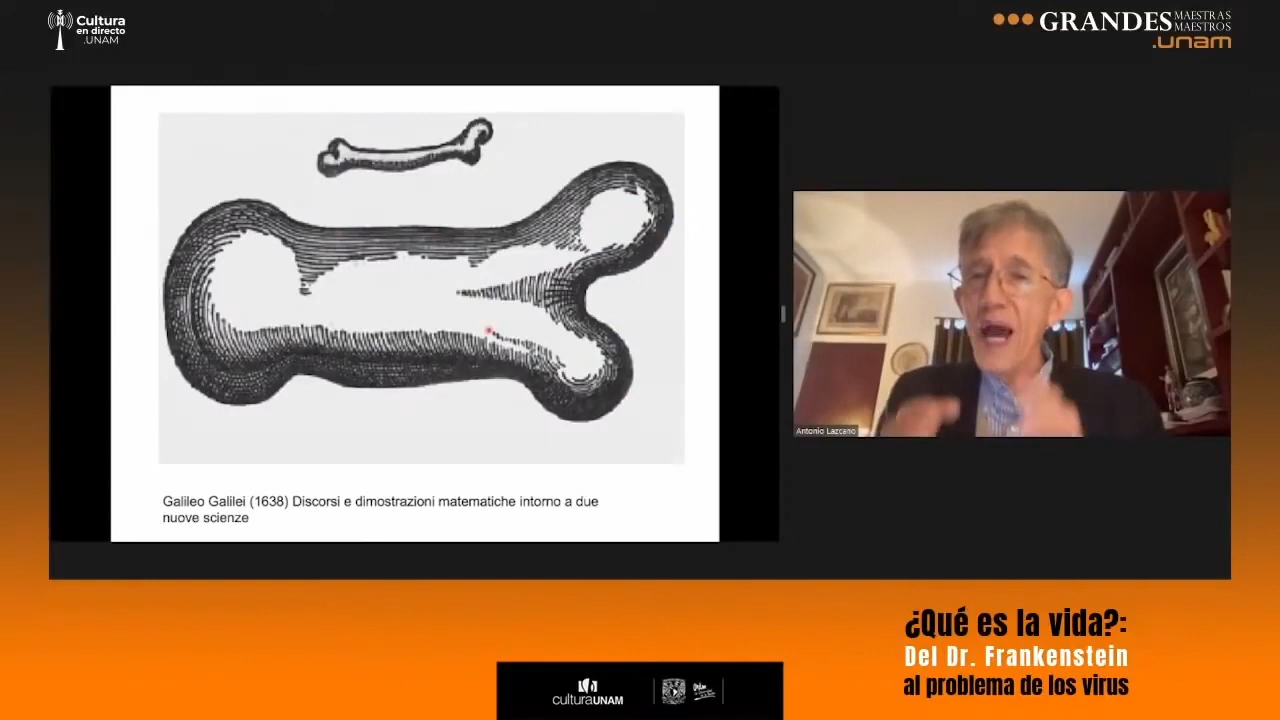 Cultura
en directo
.UNAM
GRANDES MAESTRAS MAESTROS
.unam
Galileo Galilei (1638) Discorsi e dimostrazioni matematiche intorno a due
nuove scienze
Antonio Lazcano
¿Qué es la vida?:
Del Dr. Frankenstein
al problema de los virus
culturaUNAM